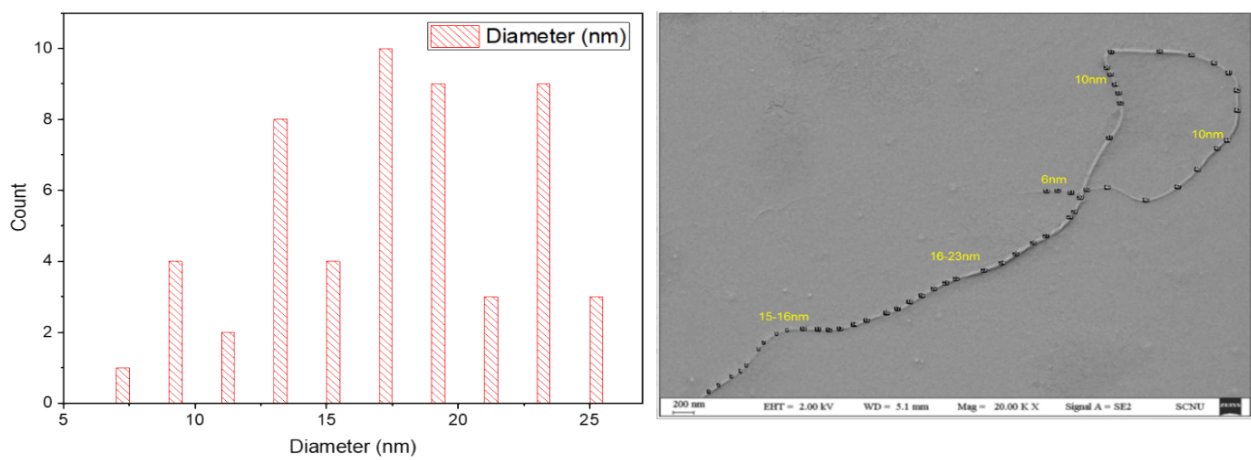 Diameter (nm)
10
8
6
4
2
0
Count
5
10
15
20
25
Diameter (nm)
10nm
10nm
6nm
16-23nm
15-16nm
200 nm
EHT = 2.00 kV WD = 5.1 mm Mag = 20.00 K X Signal A = SE2 SCNU ZEISS